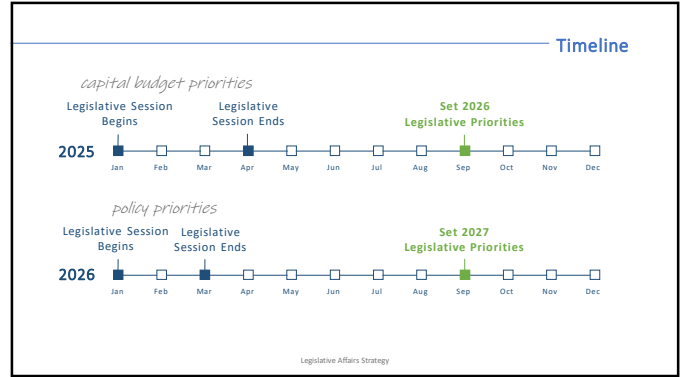 Timeline
capital budget priorities
Legislative Session
Begins
Legislative
Session Ends
Set 2026
Legislative Priorities
2025
Jan Feb Mar Apr May Jun Jul Aug Sep Oct Nov Dec
policy priorities
Legislative Session
Begins
Legislative
Session Ends
Set 2027
Legislative Priorities
2026
Jan Feb Mar Apr May Jun Jul Aug Sep Oct Nov Dec
Legislative Affairs Strategy